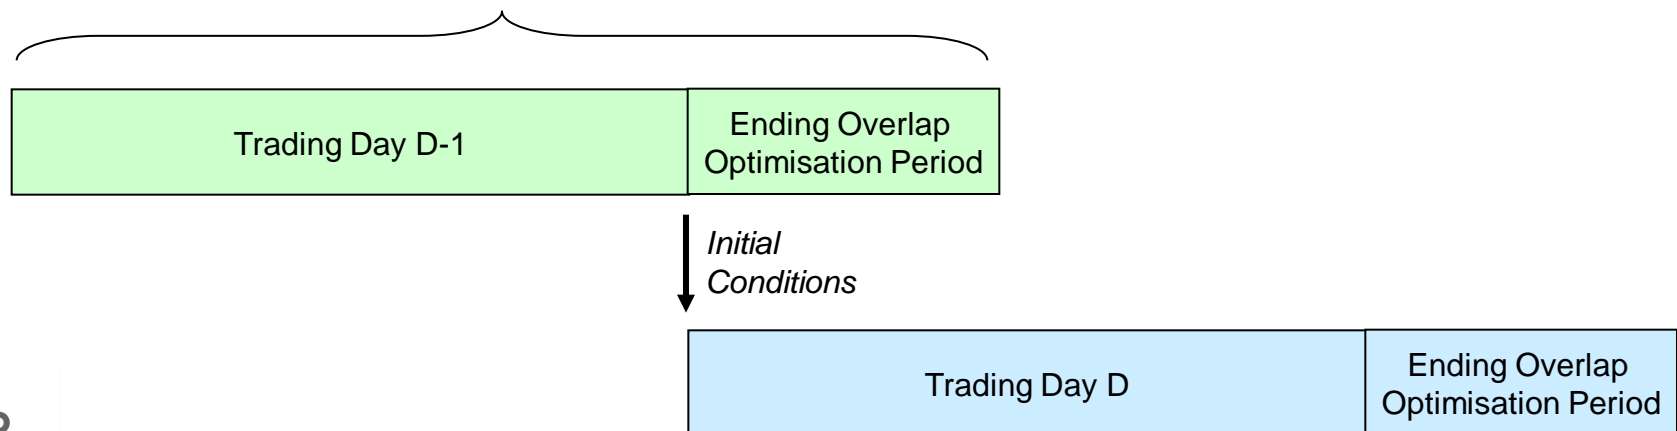 Trading Day D-1
Ending Overlap
Optimisation Period
Initial
Conditions
Trading Day D
Ending Overlap
Optimisation Period